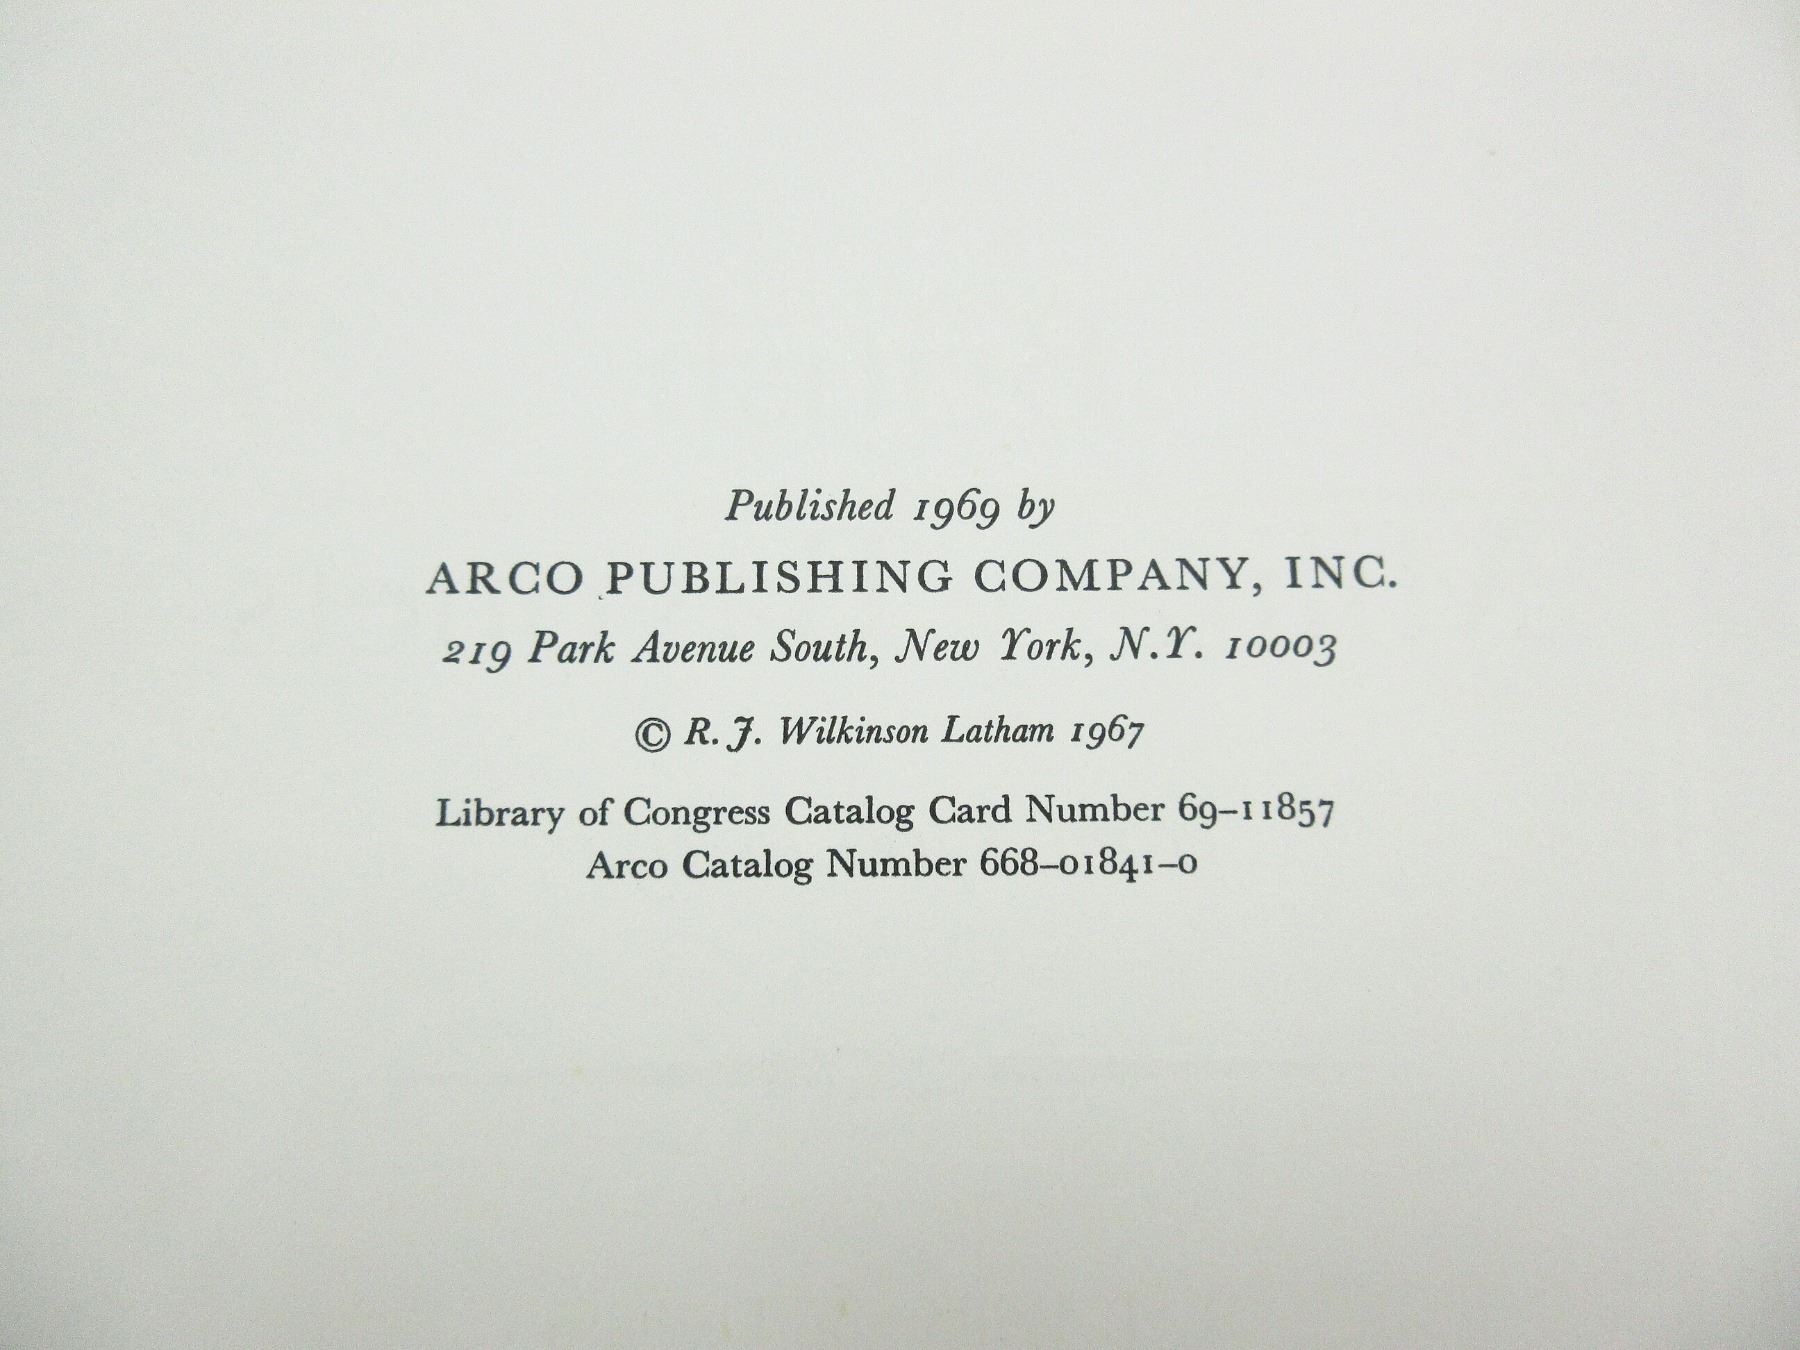 Published 1969 by
ARCO PUBLISHING COMPANY, INC.
219 Park Avenue South, New York, N.Y. 10003
© R. J. Wilkinson Latham 1967
Library of Congress Catalog Card Number 69–11857
Arco Catalog Number 668–01841–0